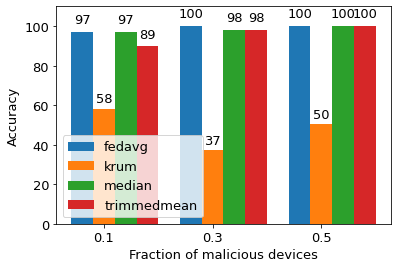 97 58 97 89 100 37 98 98 100 50 100 100
100
80
60
40
20
0
Accuracy
fedavg
krum
median
trimmedmean
0.1 0.3 0.5
Fraction of malicious devices